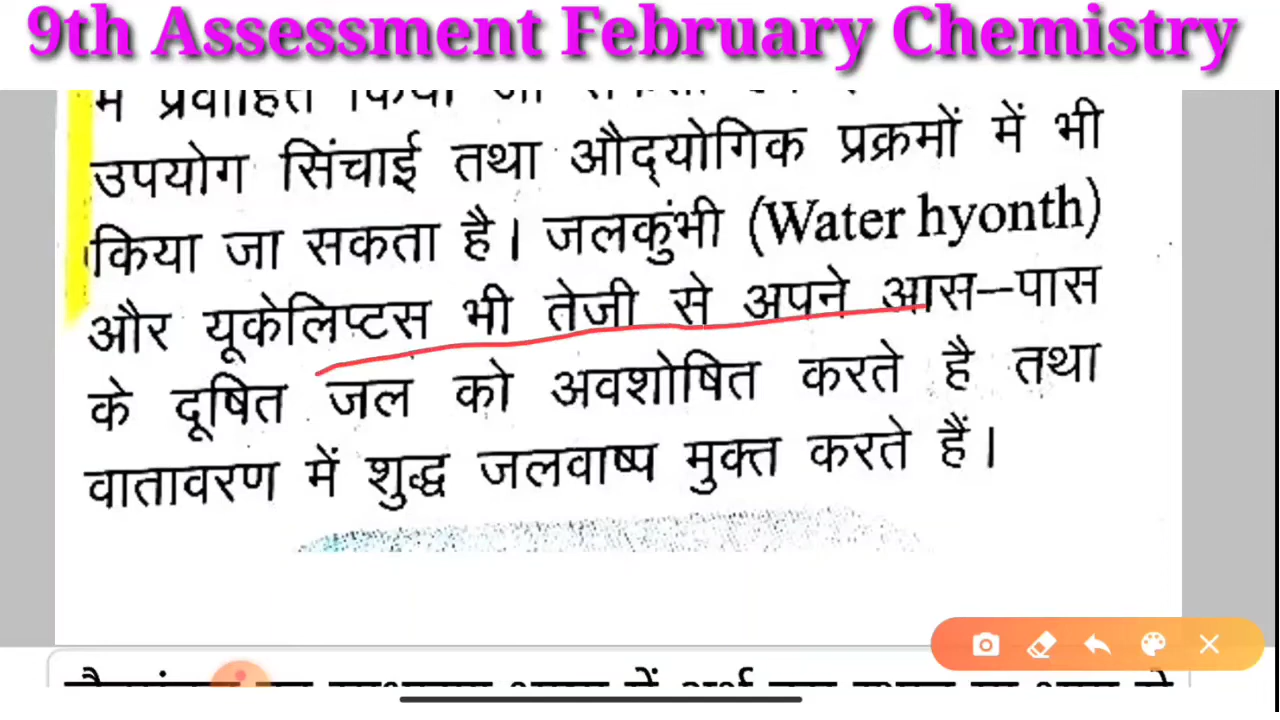 9th Assessment February Chemistry
में प्रवाहित किया जा
उपयोग सिंचाई तथा औद्योगिक प्रक्रमों में भी
किया जा सकता है। जलकुंभी (Water hyonth)
और यूकेलिप्टस भी तेजी से अपने आस-पास
के दूषित जल को अवशोषित करते है तथा
वातावरण में शुद्ध जलवाष्प मुक्त करते हैं।